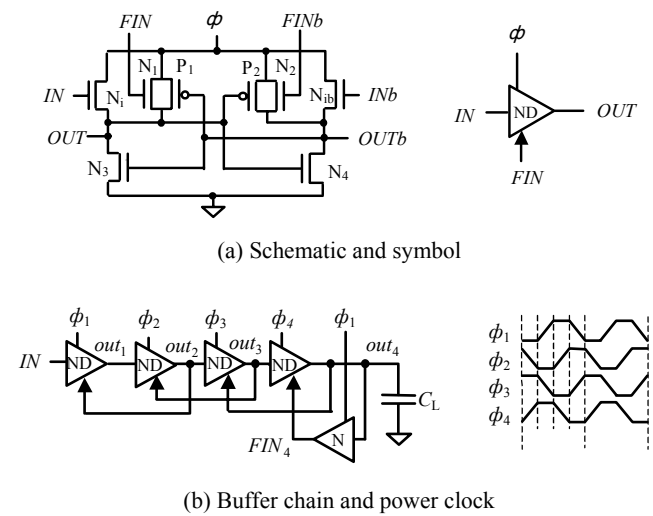 FIN ϕ FINb
N1 P1 P2 N2
IN Ni Nib INb
OUT OUTb
N3 N4
ϕ
IN ND OUT
FIN
(a) Schematic and symbol
ϕ1 ϕ2 ϕ3 ϕ4 ϕ1
out1 out2 out3 out4
IN ND ND ND ND
CL
FIN4 N
ϕ1
ϕ2
ϕ3
ϕ4
(b) Buffer chain and power clock